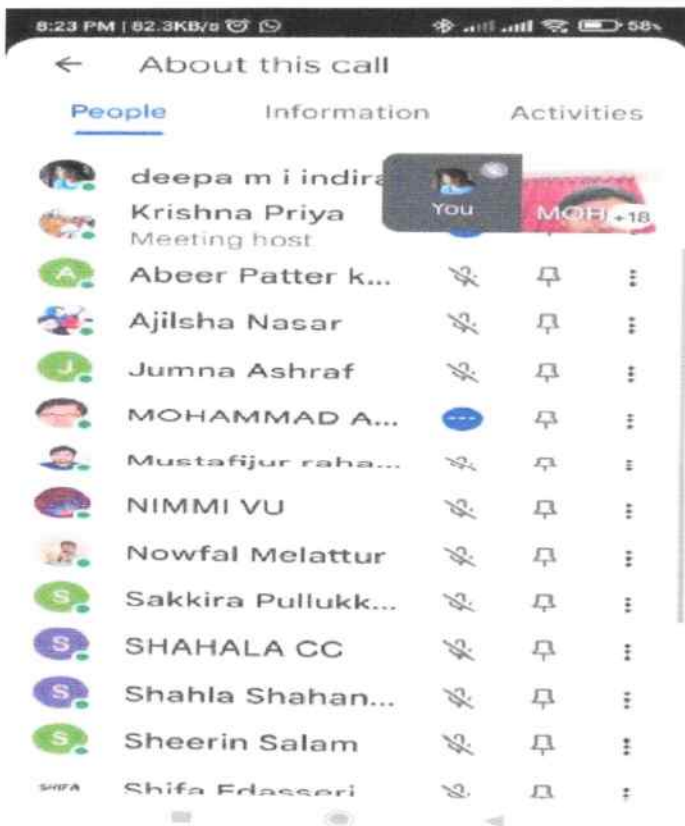 8:23 PM | 82.3KB/s 58%
About this call
People Information Activities
deepa m i indira
Krishna Priya
Meeting host
You MOH +18
A Abeer Patter k...
Ajilsha Nasar
J Jumna Ashraf
MOHAMMAD A...
Mustafijur raha...
NIMMI VU
Nowfal Melattur
S Sakkira Pullukk...
S SHAHALA CC
S Shahla Shahan...
S Sheerin Salam
SHIFA Shifa Edasseri